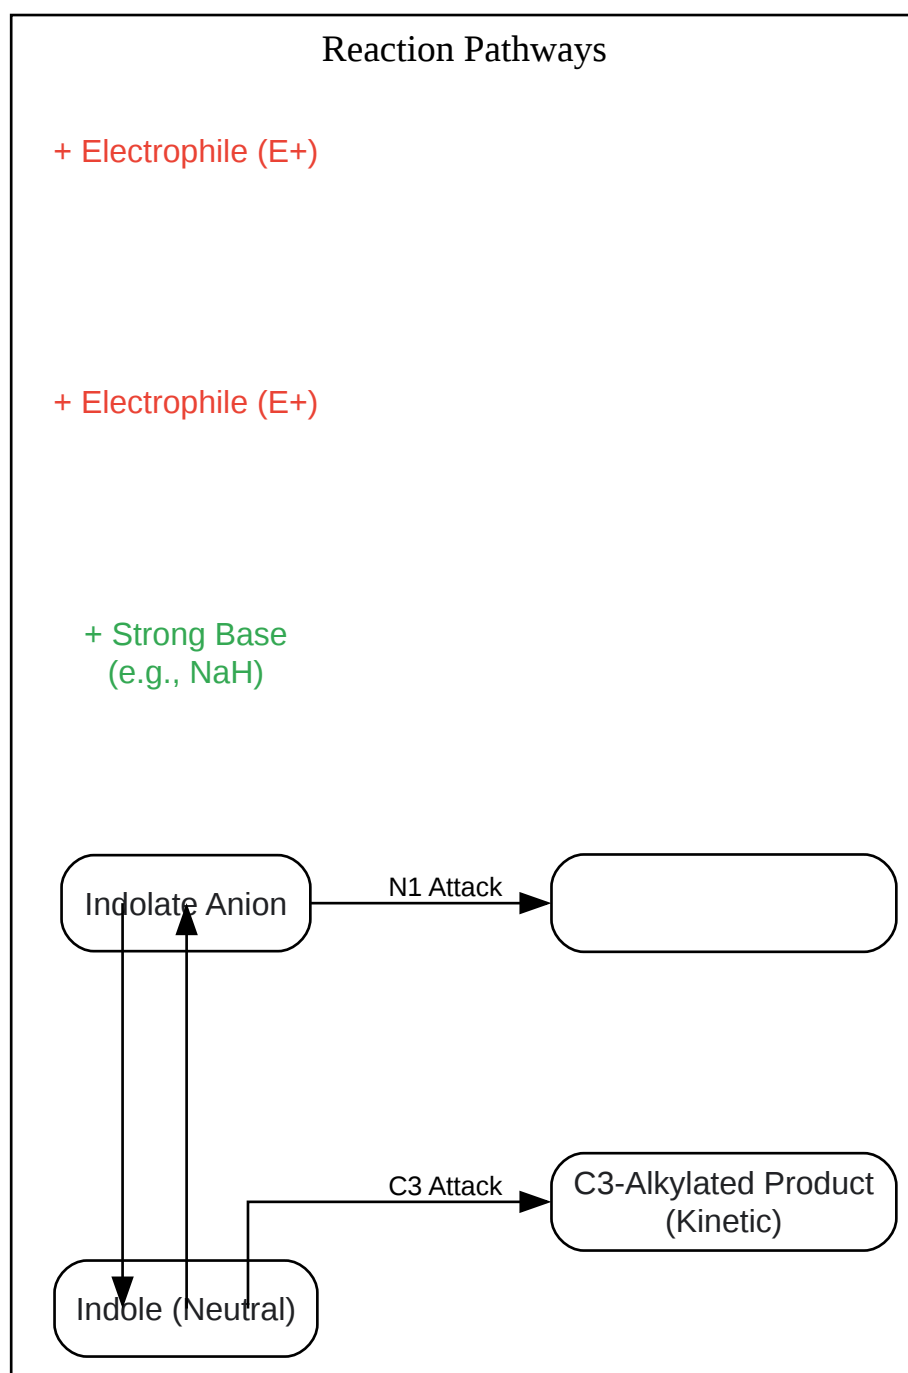 Reaction Pathways
+ Electrophile (E+)
+ Electrophile (E+)
+ Strong Base
(e.g., NaH)
Indolate Anion
N1 Attack
C3 Attack
C3-Alkylated Product
(Kinetic)
Indole (Neutral)